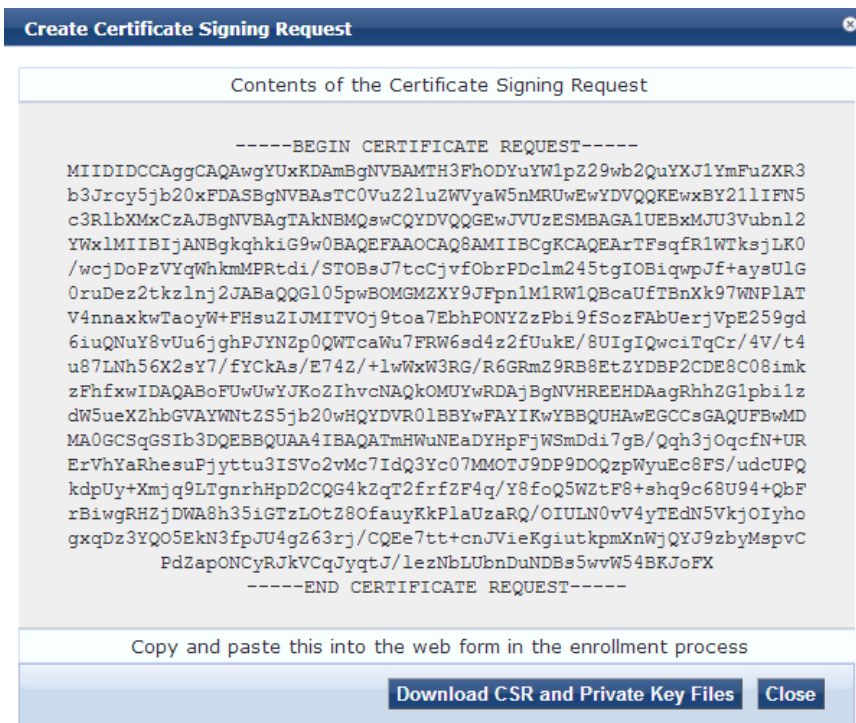 Create Certificate Signing Request
Contents of the Certificate Signing Request
-----BEGIN CERTIFICATE REQUEST-----
MIIDIDCCAggCAQAwgYUxKDAmBgNVBAMTH3FhODYuYW1pZ29wb2QuYXJ1YmFuZXR3
b3Jrcy5jb20xFDASBgNVBAsTC0VuZ2luZWVyaW5nMRUwEwYDVQQKEwxBY21lIFN5
c3RlbXMxCzAJBgNVBAgTAkNBMQswCQYDVQQGEwJVUzESMBAGA1UEBxMJU3Vubnl2
YWxlMIIBIjANBgkqhkiG9w0BAQEFAAOCAQ8AMIIBCgKCAQEArTFsqfR1WTksjLK0
/wcjDoPzVYqWhkmMPRtdi/STOBsJ7tcCjvfObrPDclm245tgIOBiqwpJf+aysUlG
0ruDez2tkzlnj2JABaQQGl05pwBOMGMZXY9JFpn1M1RW1QBcaUfTBnXk97WNPlAT
V4nnaxkwTaoyW+FHsuZIJMITVOj9toa7EbhPONYZzPbi9fSozFAbUerjVpE259gd
6iuQNuY8vUu6jghPJYNZp0QWTcaWu7FRW6sd4z2fUukE/8UIgIQwciTqCr/4V/t4
u87LNh56X2sY7/fYCkAs/E74Z/+lwWxW3RG/R6GRmZ9RB8EtZYDBP2CDE8C08imk
zFhfxwIDAQABoFUwUwYJKoZIhvcNAQkOMUYwRDAjBgNVHREEHDAagRhhZG1pbi1z
dW5ueXZhbGVAYWNtZS5jb20wHQYDVR0lBBYwFAYIKwYBBQUHAwEGCCsGAQUFBwMD
MA0GCSqGSIb3DQEBBQUAA4IBAQATmHWuNEaDYHpFjWSmDdi7gB/Qqh3jOqcfN+UR
ErVhYaRhesuPjyttu3ISVo2vMc7IdQ3Yc07MMOTJ9DP9DOQzpWyuEc8FS/udcUPQ
kdpUy+Xmjq9LTgnrhHpD2CQG4kZqT2frfZF4q/Y8foQ5WZtF8+shq9c68U94+QbF
rBiwgRHZjDWA8h35iGTzLOtZ8OfauyKkPlaUzaRQ/OIULN0vV4yTEdN5VkjOIyho
gxqDz3YQO5EkN3fpJU4gZ63rj/CQEe7tt+cnJVieKgiutkpmXnWjQYJ9zbyMspvC
PdZapONCyRJkVCqJyqtJ/lezNbLUbnDuNDBs5wvW54BKJoFX
-----END CERTIFICATE REQUEST-----
Copy and paste this into the web form in the enrollment process
Download CSR and Private Key Files
Close